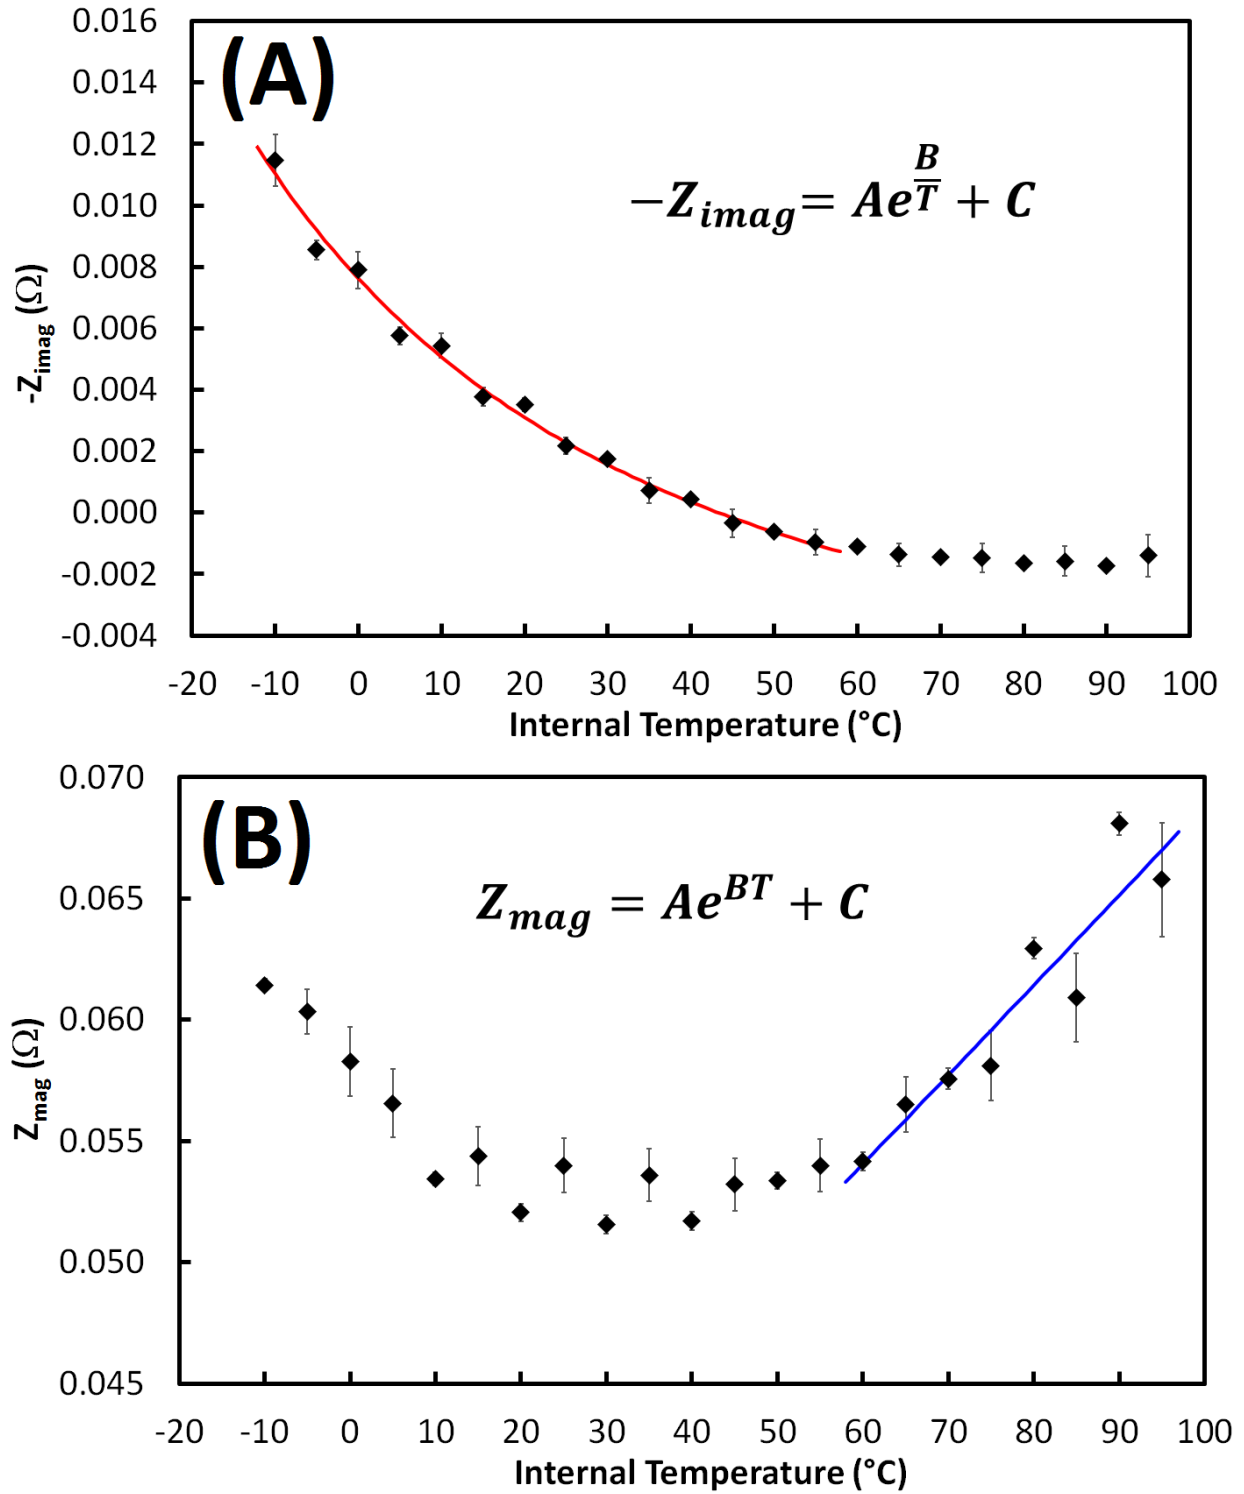 (A)
0.016
0.014
0.012
0.010
0.008
0.006
0.004
0.002
0.000
-0.002
-0.004
-Z_imag (Ω)
−Z_imag = Ae^(B/T) + C
-20 -10 0 10 20 30 40 50 60 70 80 90 100
Internal Temperature (°C)
(B)
0.070
0.065
0.060
0.055
0.050
0.045
Z_mag (Ω)
Z_mag = Ae^(BT) + C
-20 -10 0 10 20 30 40 50 60 70 80 90 100
Internal Temperature (°C)